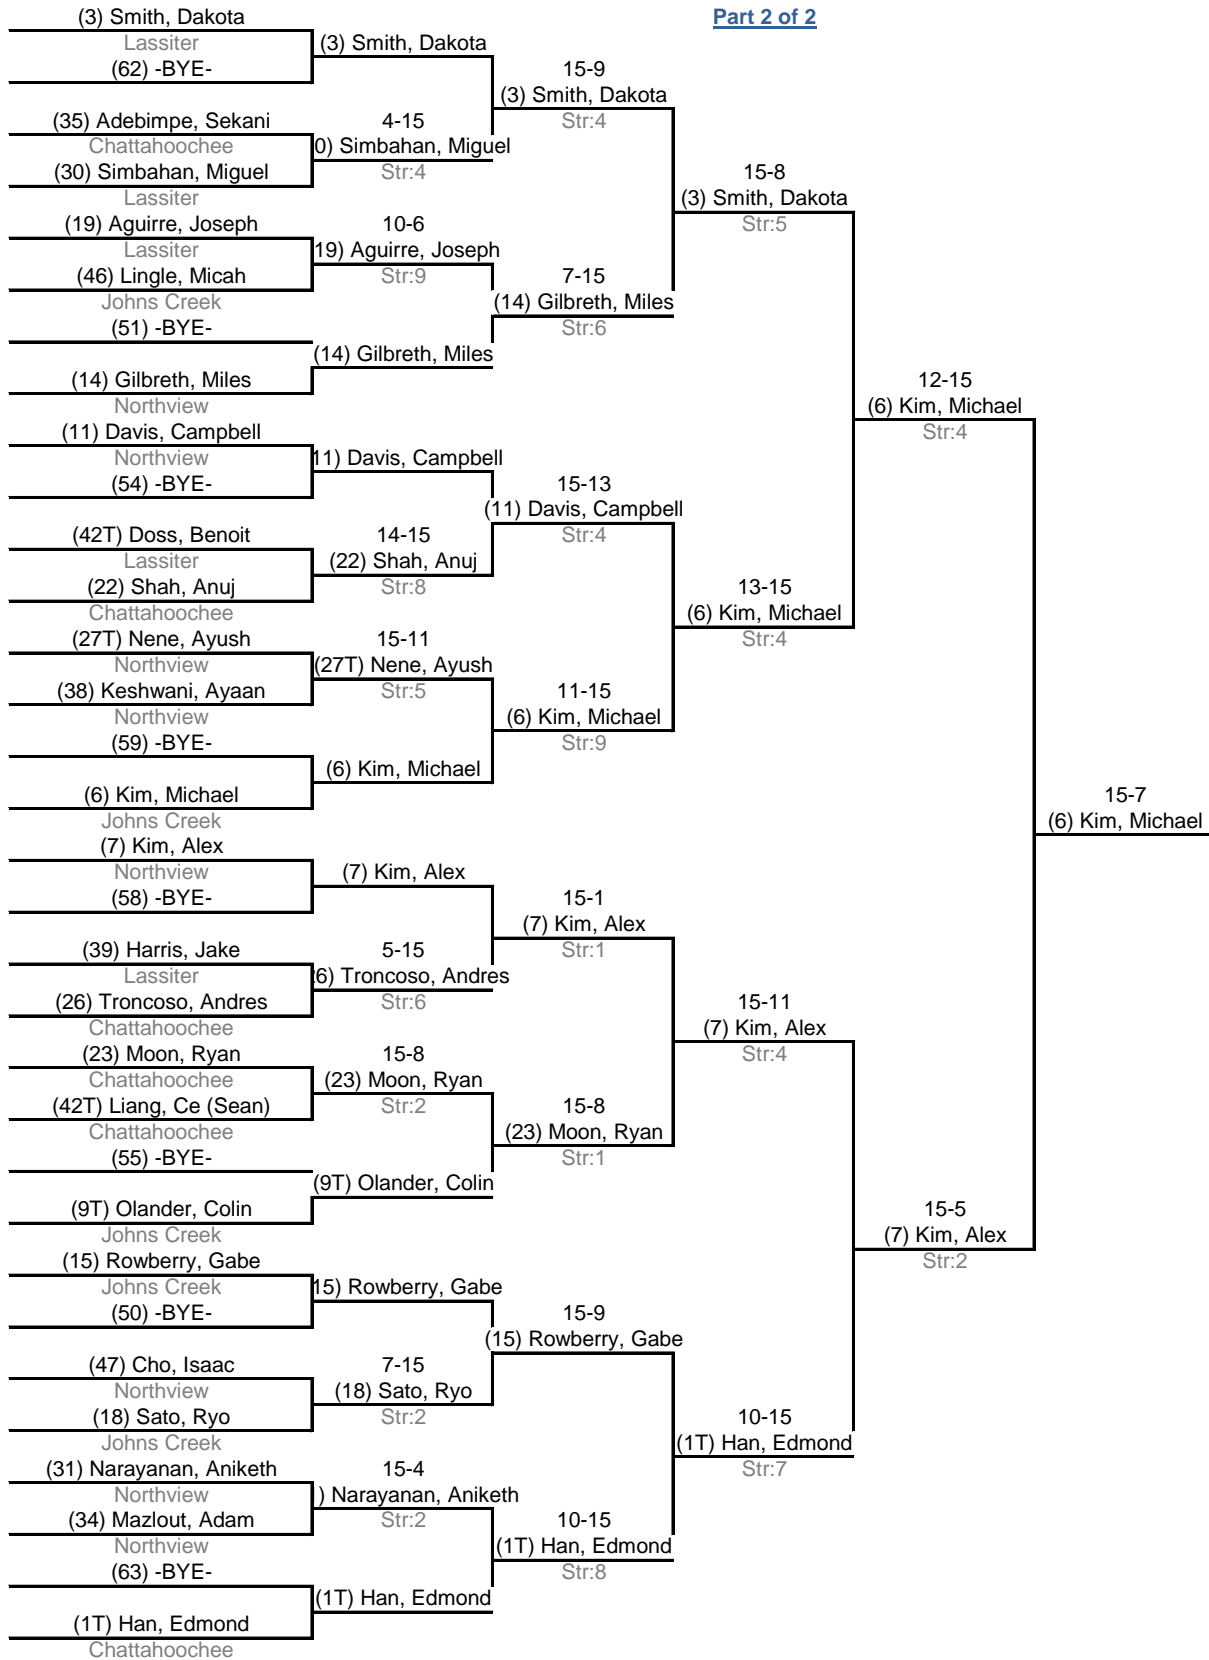 Part 2 of 2
(3) Smith, Dakota
Lassiter
(62) -BYE-
(35) Adebimpe, Sekani
Chattahoochee
(30) Simbahan, Miguel
Lassiter
(19) Aguirre, Joseph
Lassiter
(46) Lingle, Micah
Johns Creek
(51) -BYE-
(14) Gilbreth, Miles
Northview
(11) Davis, Campbell
Northview
(54) -BYE-
(42T) Doss, Benoit
Lassiter
(22) Shah, Anuj
Chattahoochee
(27T) Nene, Ayush
Northview
(38) Keshwani, Ayaan
Northview
(59) -BYE-
(6) Kim, Michael
Johns Creek
(7) Kim, Alex
Northview
(58) -BYE-
(39) Harris, Jake
Lassiter
(26) Troncoso, Andres
Chattahoochee
(23) Moon, Ryan
Chattahoochee
(42T) Liang, Ce (Sean)
Chattahoochee
(55) -BYE-
(9T) Olander, Colin
Johns Creek
(15) Rowberry, Gabe
Johns Creek
(50) -BYE-
(47) Cho, Isaac
Northview
(18) Sato, Ryo
Johns Creek
(31) Narayanan, Aniketh
Northview
(34) Mazlout, Adam
Northview
(63) -BYE-
(1T) Han, Edmond
Chattahoochee
(3) Smith, Dakota
4-15
0) Simbahan, Miguel
Str:4
10-6
19) Aguirre, Joseph
Str:9
(14) Gilbreth, Miles
11) Davis, Campbell
14-15
(22) Shah, Anuj
Str:8
15-11
(27T) Nene, Ayush
Str:5
(6) Kim, Michael
(7) Kim, Alex
5-15
6) Troncoso, Andres
Str:6
15-8
(23) Moon, Ryan
Str:2
(9T) Olander, Colin
15) Rowberry, Gabe
7-15
(18) Sato, Ryo
Str:2
15-4
) Narayanan, Aniketh
Str:2
(1T) Han, Edmond
15-9
(3) Smith, Dakota
Str:4
7-15
(14) Gilbreth, Miles
Str:6
15-13
(11) Davis, Campbell
Str:4
11-15
(6) Kim, Michael
Str:9
15-1
(7) Kim, Alex
Str:1
15-8
(23) Moon, Ryan
Str:1
15-9
(15) Rowberry, Gabe
10-15
(1T) Han, Edmond
Str:8
15-8
(3) Smith, Dakota
Str:5
13-15
(6) Kim, Michael
Str:4
15-11
(7) Kim, Alex
Str:4
10-15
(1T) Han, Edmond
Str:7
12-15
(6) Kim, Michael
Str:4
15-5
(7) Kim, Alex
Str:2
15-7
(6) Kim, Michael